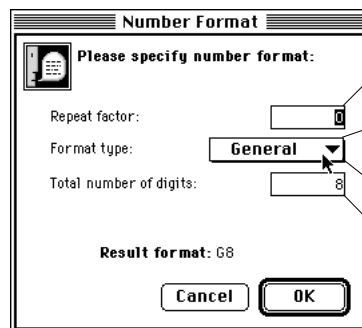 Number Format
Please specify number format:
Repeat factor: 0
Format type: General
Total number of digits: 8
Result format: G8
Cancel OK